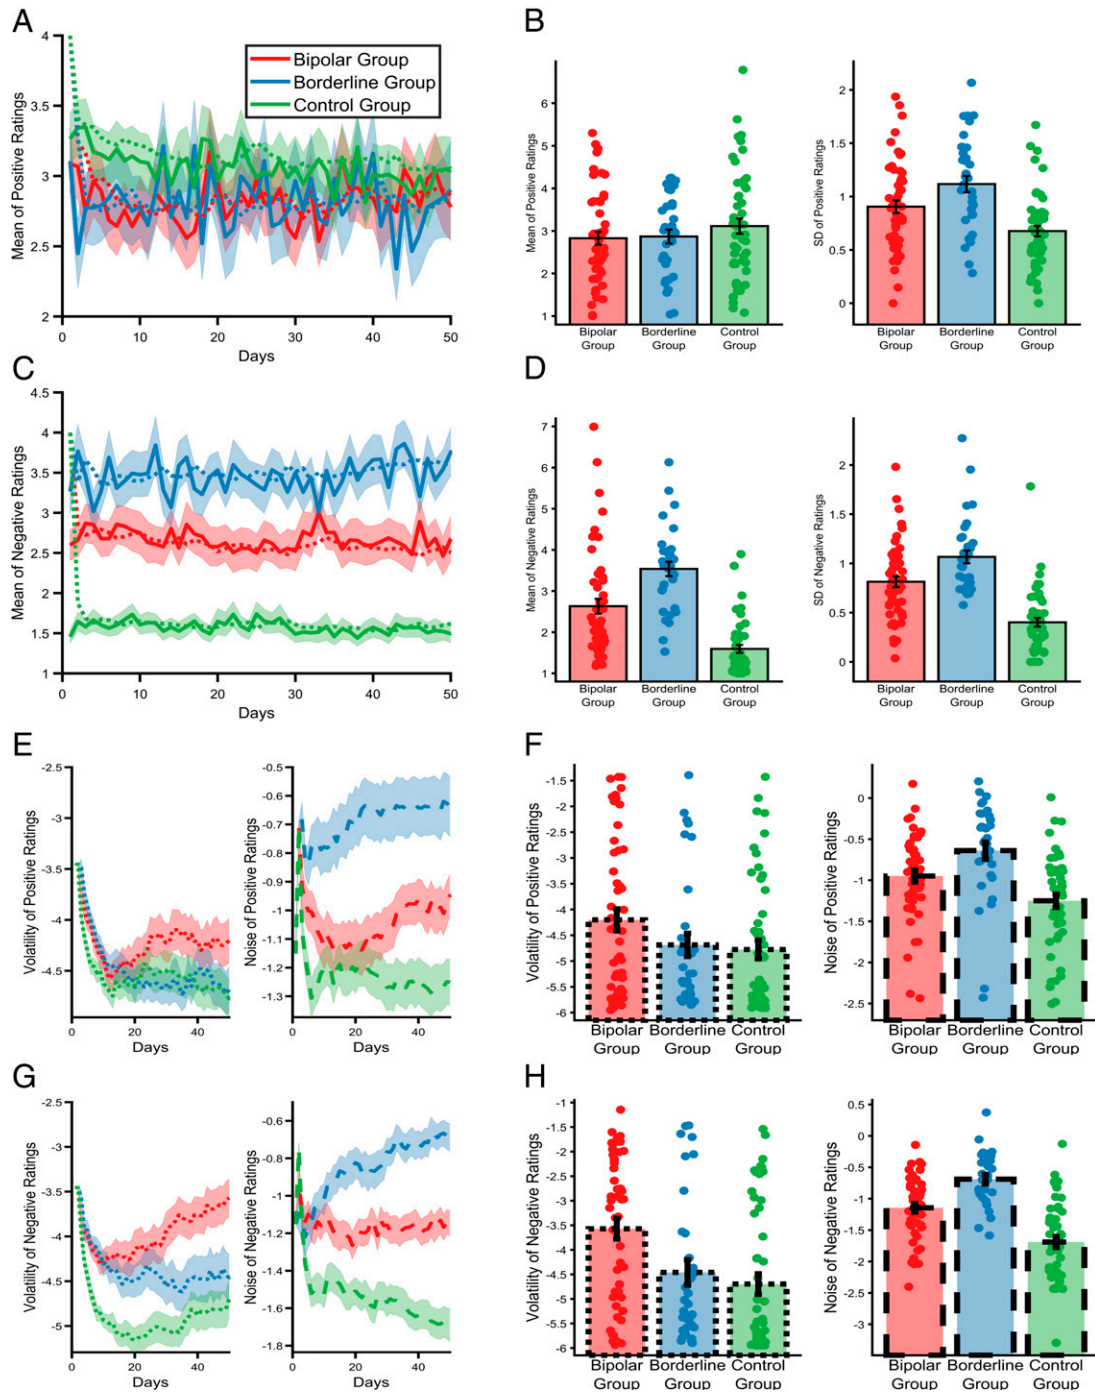 A
B
4
3.5
3
2.5
2
Mean of Positive Ratings
Bipolar Group
Borderline Group
Control Group
0 10 20 30 40 50
Days
6
5
4
3
2
1
Mean of Positive Ratings
Bipolar Borderline Control
Group Group Group
2
1.5
1
0.5
0
SD of Positive Ratings
Bipolar Borderline Control
Group Group Group
C
D
4.5
4
3.5
3
2.5
2
1.5
1
Mean of Negative Ratings
0 10 20 30 40 50
Days
7
6
5
4
3
2
1
Mean of Negative Ratings
Bipolar Borderline Control
Group Group Group
2
1.5
1
0.5
0
SD of Negative Ratings
Bipolar Borderline Control
Group Group Group
E
F
-2.5
-3
-3.5
-4
-4.5
Volatility of Positive Ratings
0 20 40
Days
-0.5
-0.6
-0.7
-0.8
-0.9
-1
-1.1
-1.2
-1.3
Noise of Positive Ratings
0 20 40
Days
-1.5
-2
-2.5
-3
-3.5
-4
-4.5
-5
-5.5
-6
Volatility of Positive Ratings
Bipolar Borderline Control
Group Group Group
0
-0.5
-1
-1.5
-2
-2.5
Noise of Positive Ratings
Bipolar Borderline Control
Group Group Group
G
H
-2.5
-3
-3.5
-4
-4.5
-5
Volatility of Negative Ratings
0 20 40
Days
-0.6
-0.8
-1
-1.2
-1.4
-1.6
-1.8
Noise of Negative Ratings
0 20 40
Days
-1
-1.5
-2
-2.5
-3
-3.5
-4
-4.5
-5
-5.5
-6
Volatility of Negative Ratings
Bipolar Borderline Control
Group Group Group
0.5
0
-0.5
-1
-1.5
-2
-2.5
-3
Noise of Negative Ratings
Bipolar Borderline Control
Group Group Group